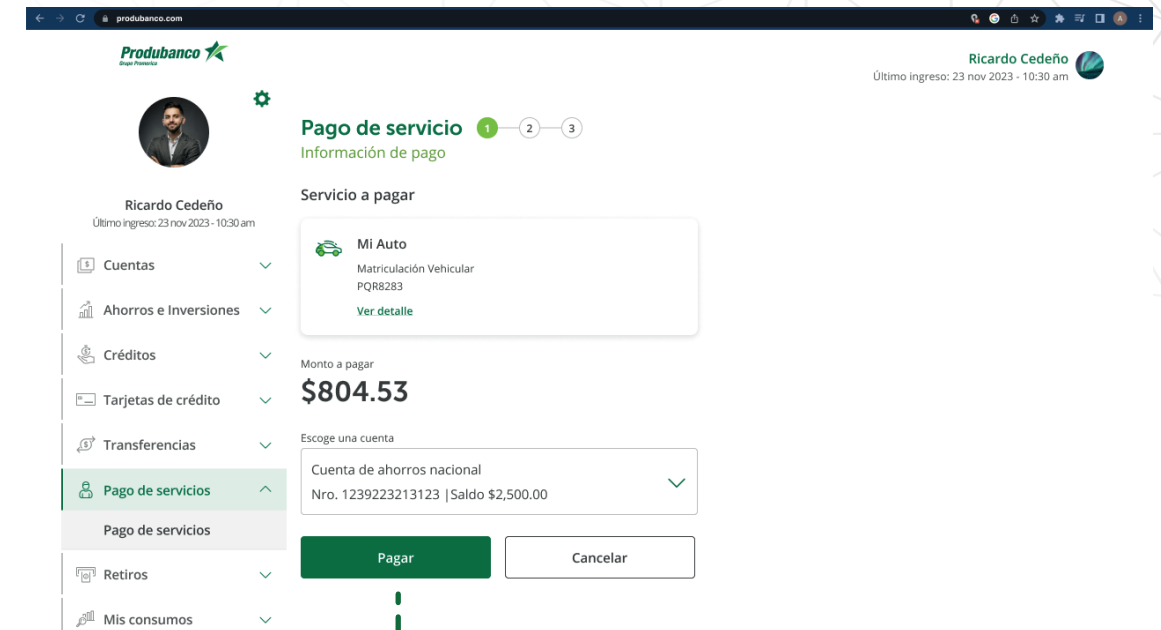 produbanco.com
A
Produbanco
Grupo Promerica
Ricardo Cedeño
Último ingreso: 23 nov 2023 - 10:30 am
Ricardo Cedeño
Último ingreso: 23 nov 2023 - 10:30 am
Cuentas
Ahorros e Inversiones
Créditos
Tarjetas de crédito
Transferencias
Pago de servicios
Pago de servicios
Retiros
Mis consumos
Pago de servicio 1 2 3
Información de pago
Servicio a pagar
Mi Auto
Matriculación Vehicular
PQR8283
Ver detalle
Monto a pagar
$804.53
Escoge una cuenta
Cuenta de ahorros nacional
Nro. 1239223213123 |Saldo $2,500.00
Pagar
Cancelar